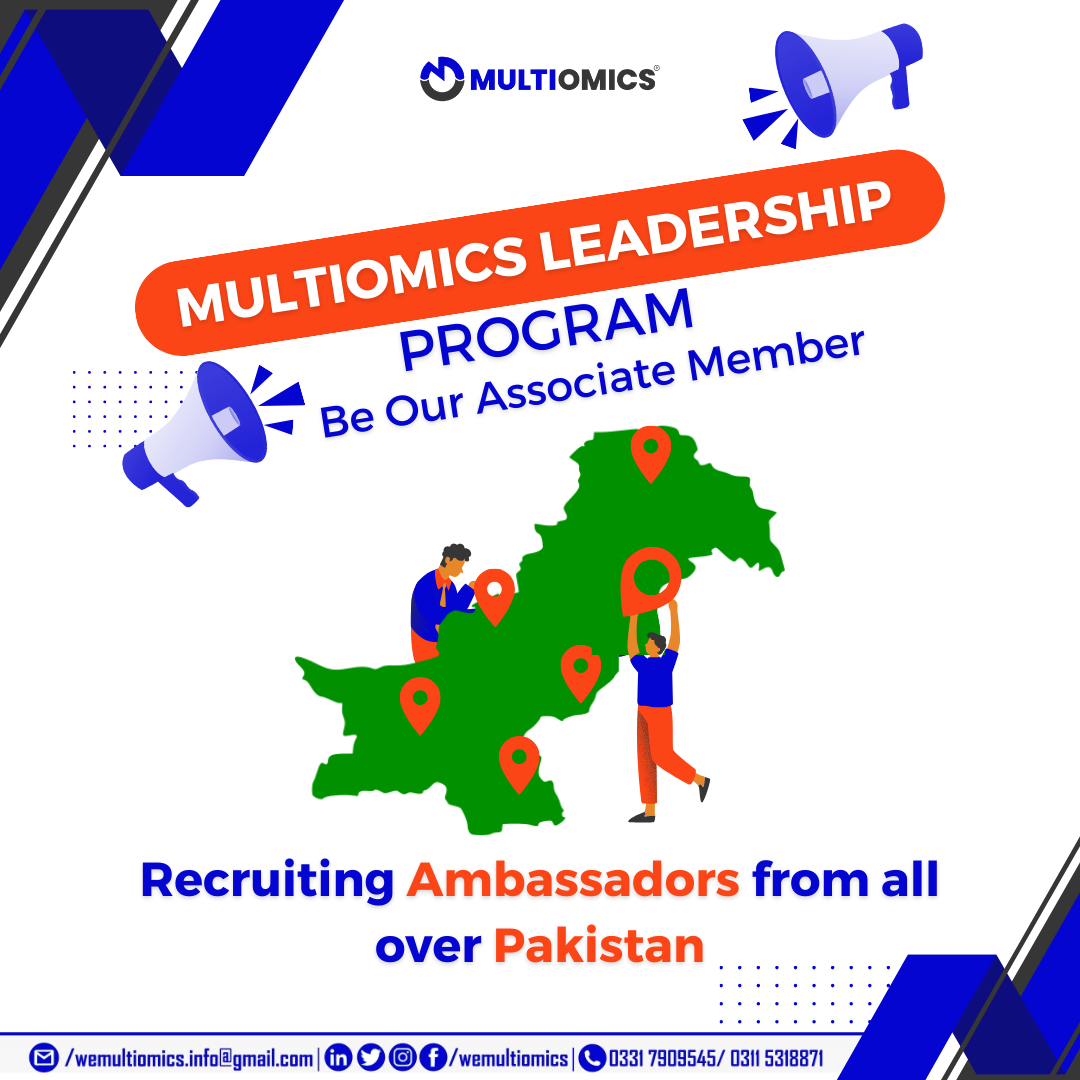 MULTIOMICS®
MULTIOMICS LEADERSHIP
PROGRAM
Be Our Associate Member
Recruiting Ambassadors from all
over Pakistan
/wemultiomics.info@gmail.com| /wemultiomics| 0331 7909545/ 0311 5318871